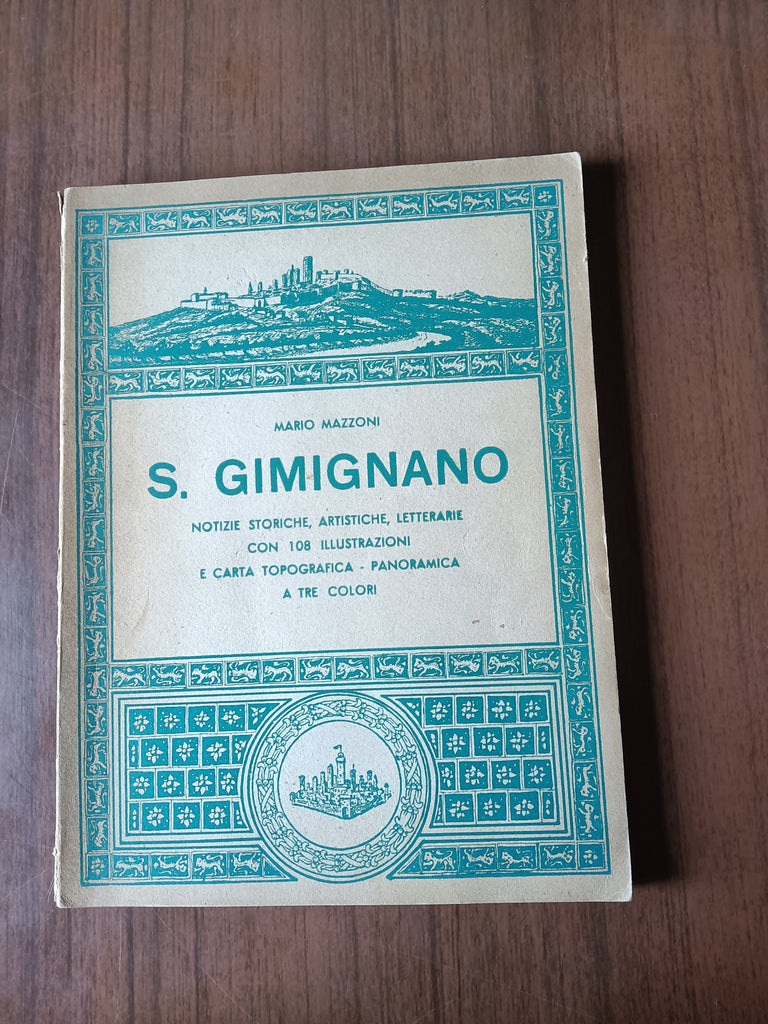 MARIO MAZZONI
S. GIMIGNANO
NOTIZIE STORICHE, ARTISTICHE, LETTERARIE
CON 108 ILLUSTRAZIONI
E CARTA TOPOGRAFICA - PANORAMICA
A TRE COLORI